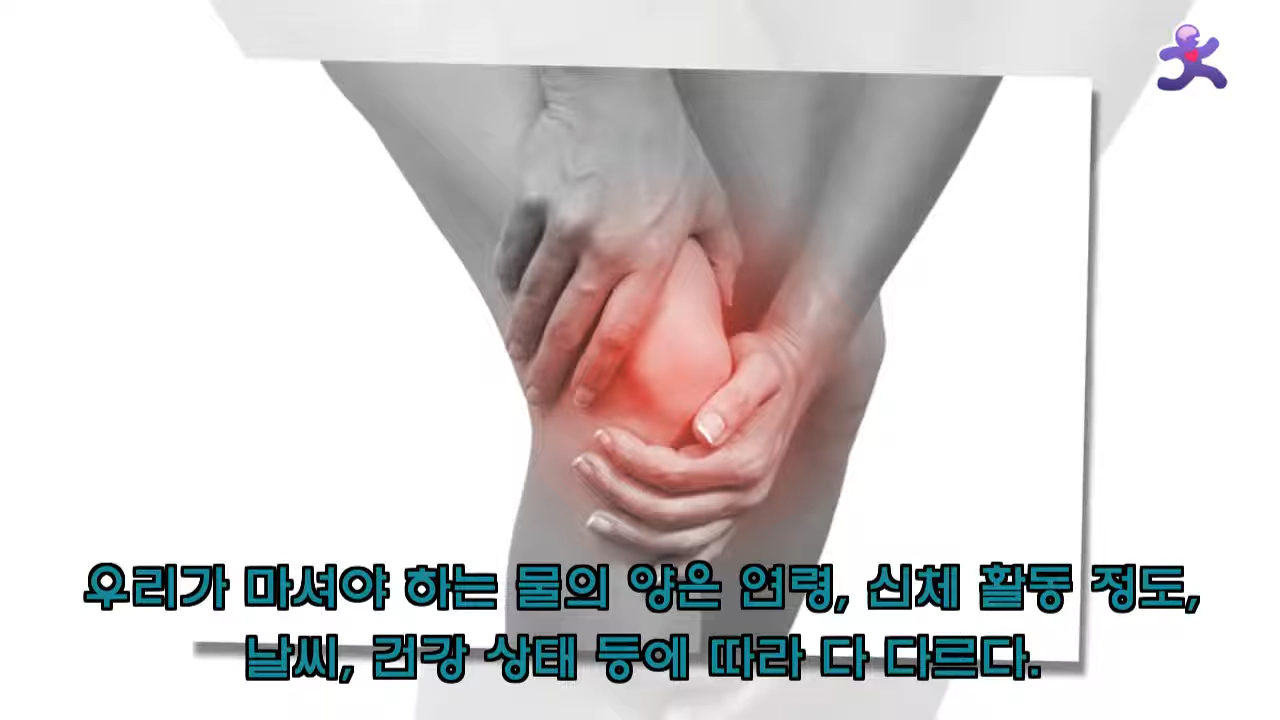 우리가 마셔야 하는 물의 양은 연령, 신체 활동 정도,
날씨, 건강 상태 등에 따라 다 다르다.